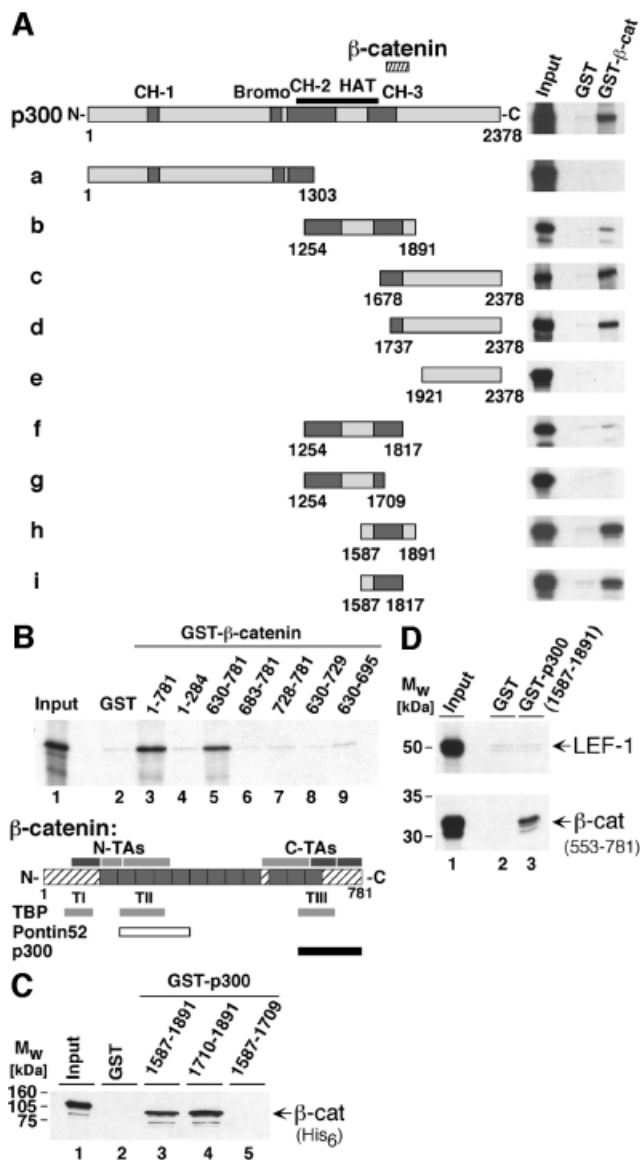 A
β-catenin
Input
GST
GST-β-cat
CH-1
Bromo
CH-2
HAT
CH-3
p300
N-
-C
1
2378
a
1
1303
b
1254
1891
c
1678
2378
d
1737
2378
e
1921
2378
f
1254
1817
g
1254
1709
h
1587
1891
i
1587
1817
B
GST-β-catenin
Input
GST
1-781
1-284
630-781
683-781
728-781
630-729
630-695
1 2 3 4 5 6 7 8 9
β-catenin:
N-TAs
C-TAs
N-
-C
1
781
TI
TII
TIII
TBP
Pontin52
p300
C
GST-p300
MW
[kDa]
Input
GST
1587-1891
1710-1891
1587-1709
160
105
75
β-cat
(His6)
1 2 3 4 5
D
MW
[kDa]
Input
GST
GST-p300
(1587-1891)
50
LEF-1
35
30
β-cat
(553-781)
1 2 3